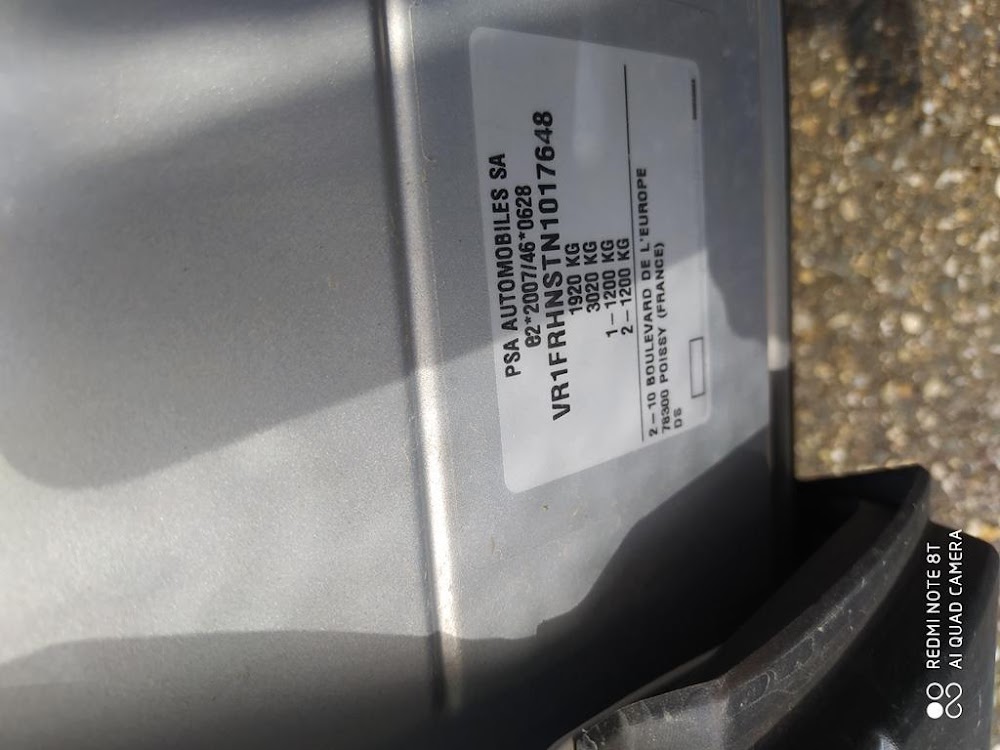 PSA AUTOMOBILES SA
e2*2007/46*0628
VR1FRHNSTN1017648
1920 KG
3020 KG
1-1200 KG
2-1200 KG
2-10 BOULEVARD DE L'EUROPE
78300 POISSY (FRANCE)
DS
REDMI NOTE 8T
AI QUAD CAMERA